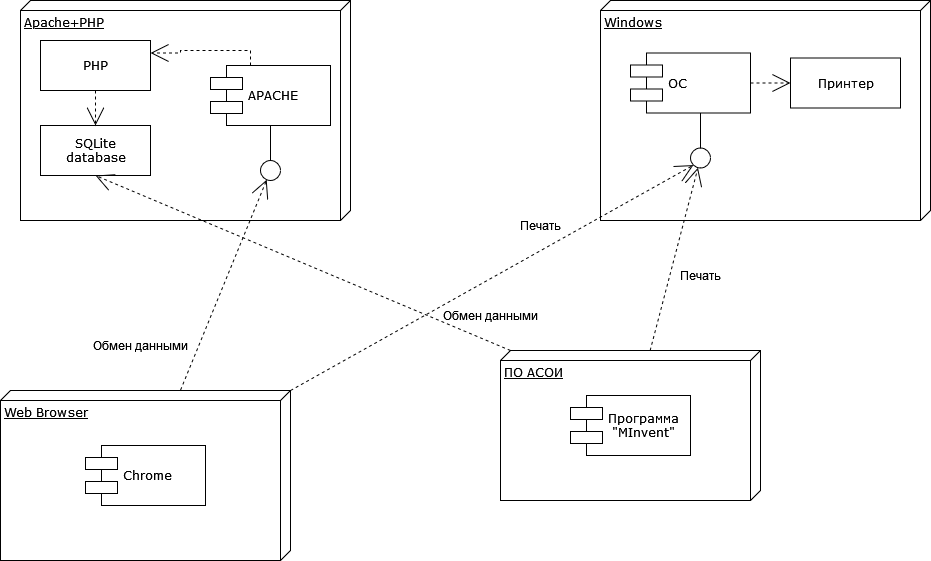 Apache+PHP
PHP
APACHE
SQLite
database
Windows
ОС
Принтер
Печать
Печать
Обмен данными
Обмен данными
Web Browser
Chrome
ПО АСОИ
Программа
"MInvent"